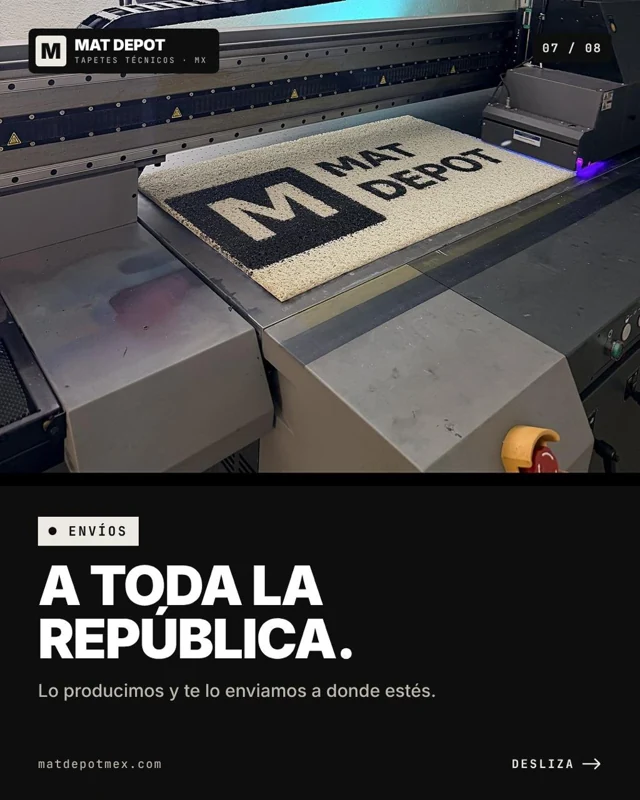 M MAT DEPOT
TAPETES TÉCNICOS · MX
07 / 08
M MAT
DEPOT
• ENVÍOS
A TODA LA
REPÚBLICA.
Lo producimos y te lo enviamos a donde estés.
matdepotmex.com
DESLIZA →